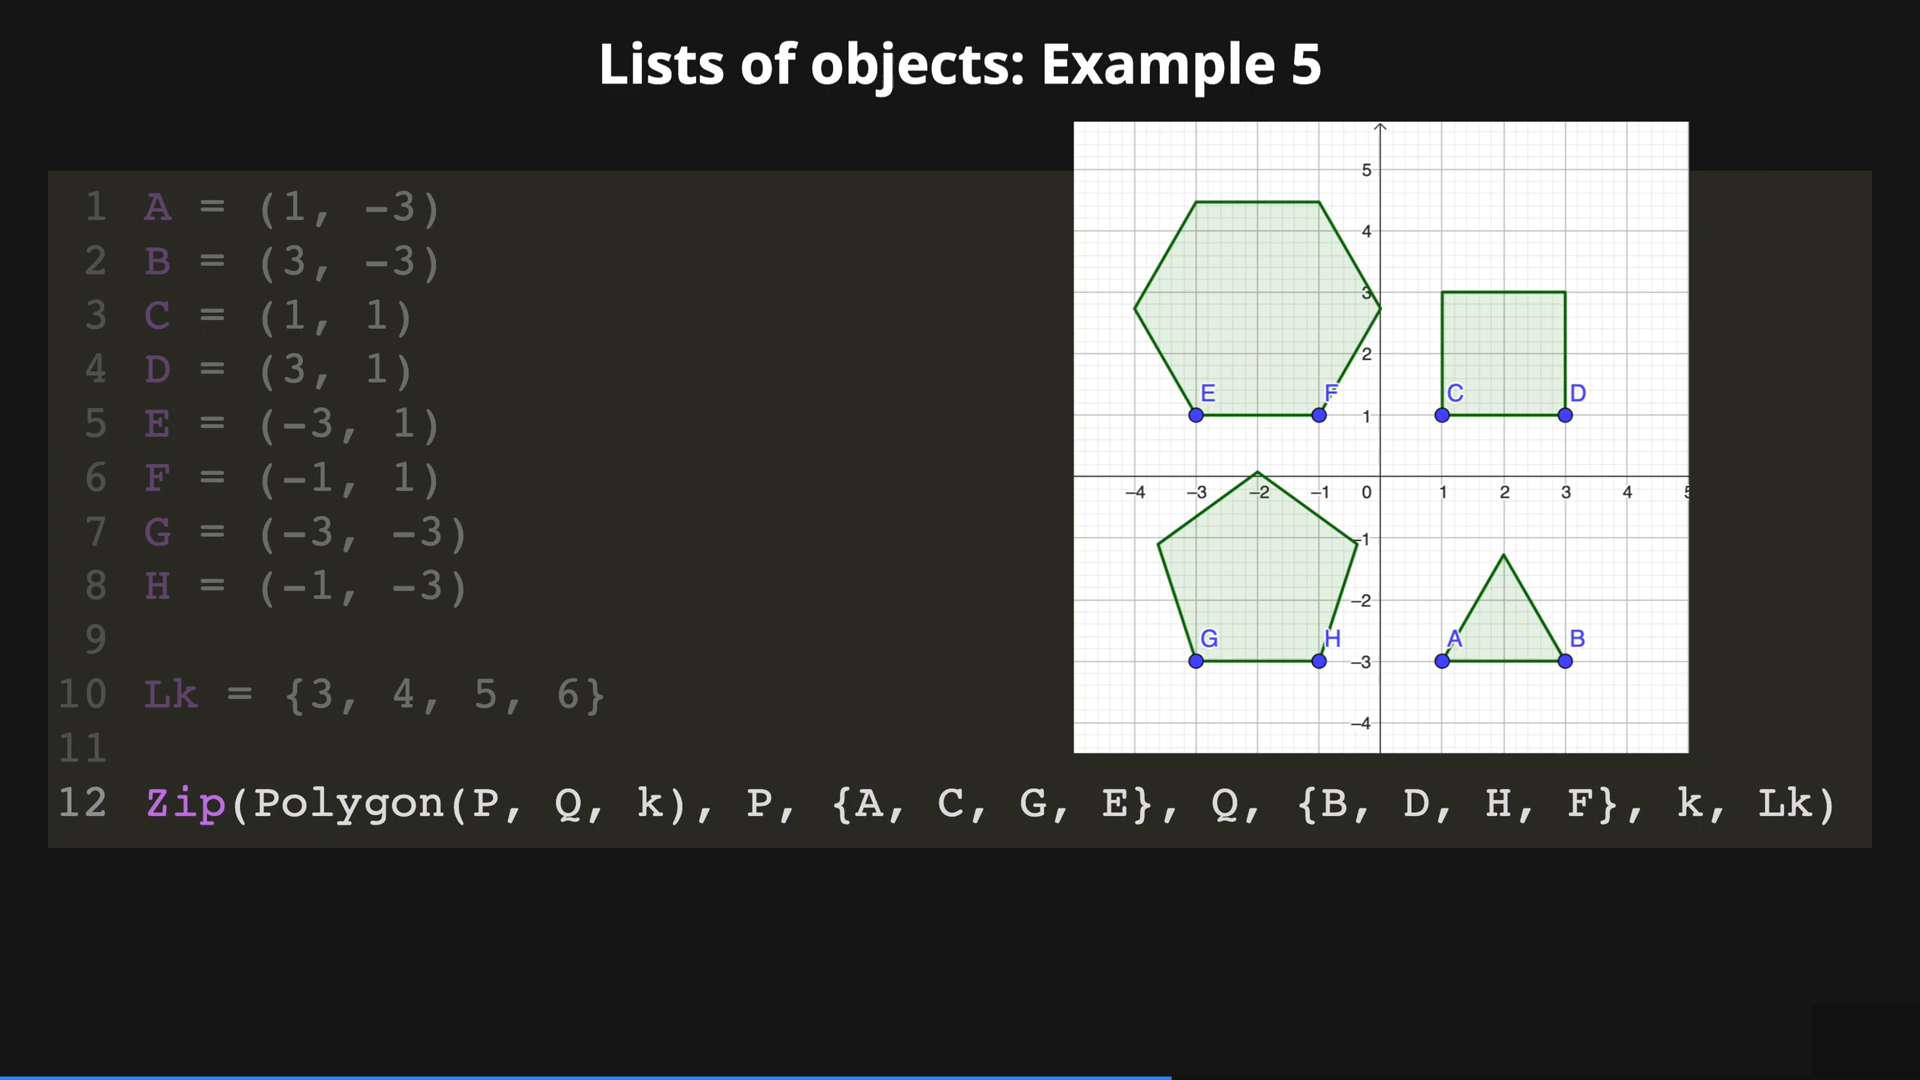 Lists of objects: Example 5
1 A = (1, -3)
2 B = (3, -3)
3 C = (1, 1)
4 D = (3, 1)
5 E = (-3, 1)
6 F = (-1, 1)
7 G = (-3, -3)
8 H = (-1, -3)
9
10 Lk = {3, 4, 5, 6}
11
12 Zip(Polygon(P, Q, k), P, {A, C, G, E}, Q, {B, D, H, F}, k, Lk)
5
4
3
2
E F C D
1
–4 –3 –2 –1 0 1 2 3 4 5
–1
–2
G H A B
–3
–4